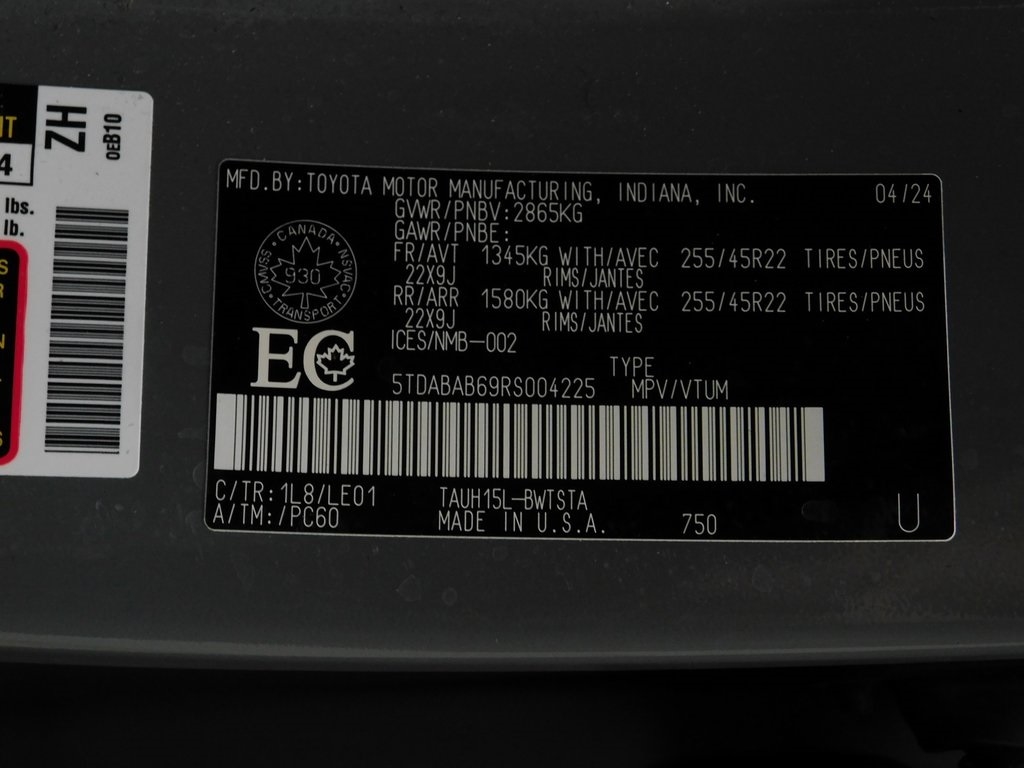 UT
4
lbs.
lb.
S
R
N
S
ZH
0EB10
MFD.BY:TOYOTA MOTOR MANUFACTURING, INDIANA, INC. 04/24
GVWR/PNBV:2865KG
GAWR/PNBE:
FR/AVT 1345KG WITH/AVEC 255/45R22 TIRES/PNEUS
22X9J RIMS/JANTES
RR/ARR 1580KG WITH/AVEC 255/45R22 TIRES/PNEUS
22X9J RIMS/JANTES
ICES/NMB-002
CANADA
CMVSS 930 NSVAC
TRANSPORT
EC
TYPE
5TDABAB69RS004225 MPV/VTUM
C/TR:1L8/LE01 TAUH15L-BWTSTA
A/TM:/PC60 MADE IN U.S.A. 750 U